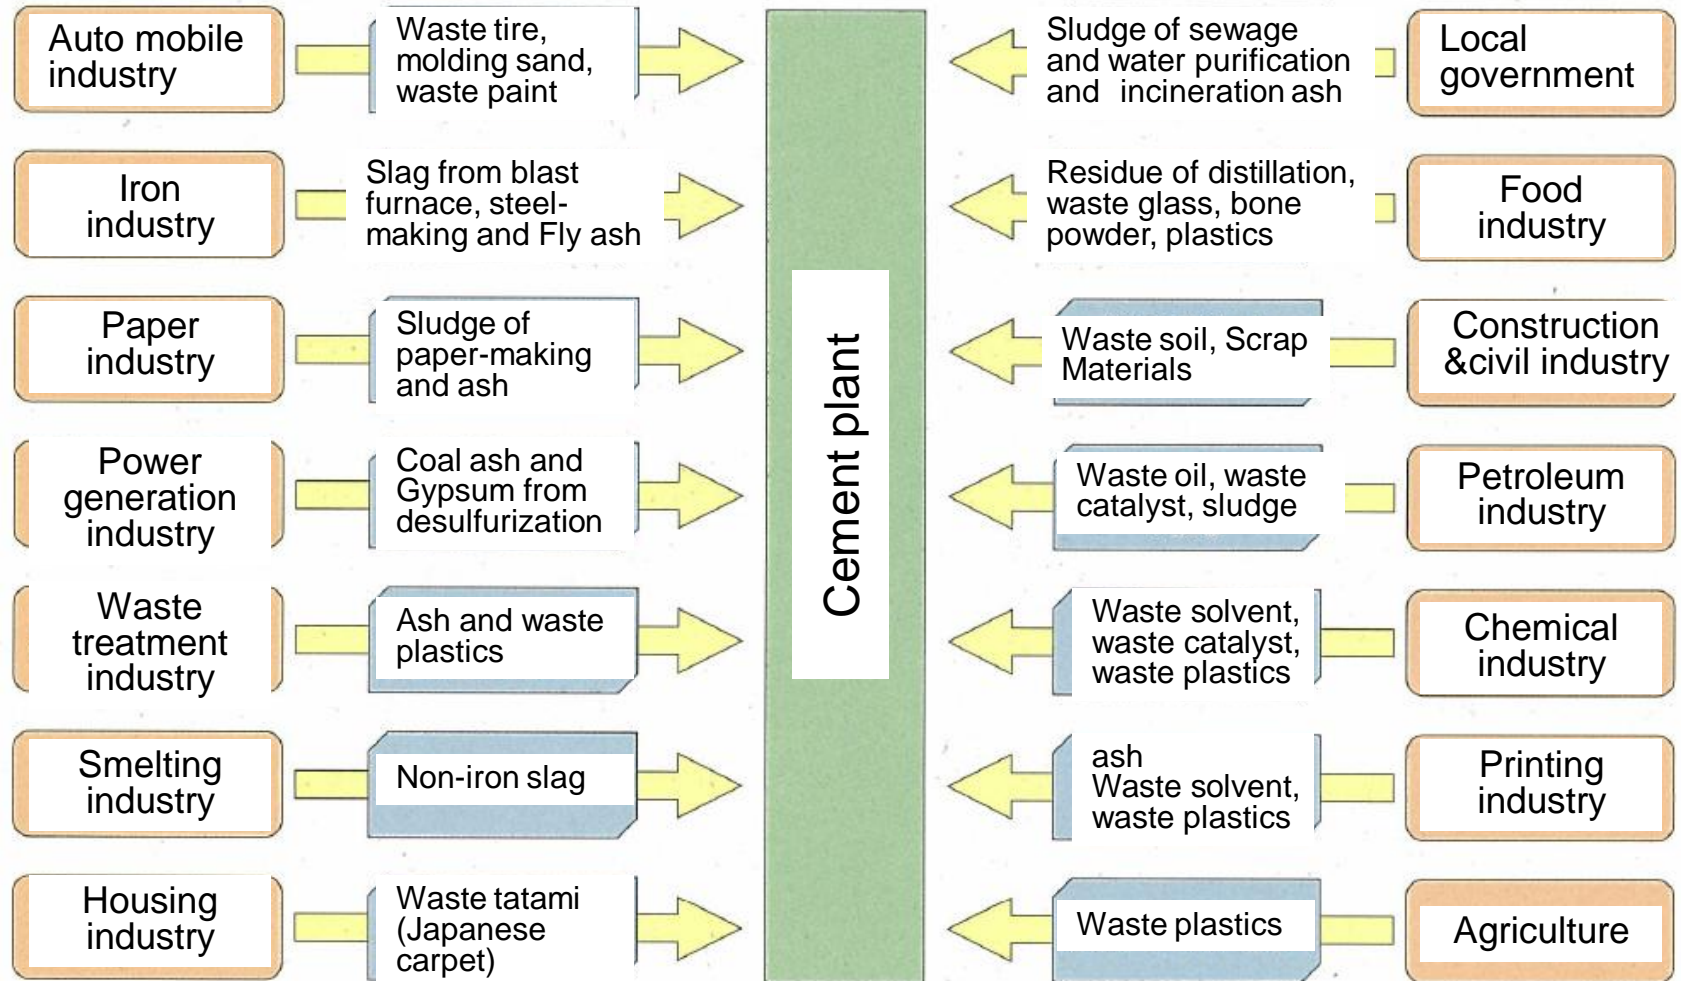 Auto mobile
industry
Waste tire,
molding sand,
waste paint
Sludge of sewage
and water purification
and incineration ash
Local
government
Iron
industry
Slag from blast
furnace, steel-
making and Fly ash
Residue of distillation,
waste glass, bone
powder, plastics
Food
industry
Paper
industry
Sludge of
paper-making
and ash
Cement plant
Waste soil, Scrap
Materials
Construction
&civil industry
Power
generation
industry
Coal ash and
Gypsum from
desulfurization
Waste oil, waste
catalyst, sludge
Petroleum
industry
Waste
treatment
industry
Ash and waste
plastics
Waste solvent,
waste catalyst,
waste plastics
Chemical
industry
Smelting
industry
Non-iron slag
ash
Waste solvent,
waste plastics
Printing
industry
Housing
industry
Waste tatami
(Japanese
carpet)
Waste plastics
Agriculture